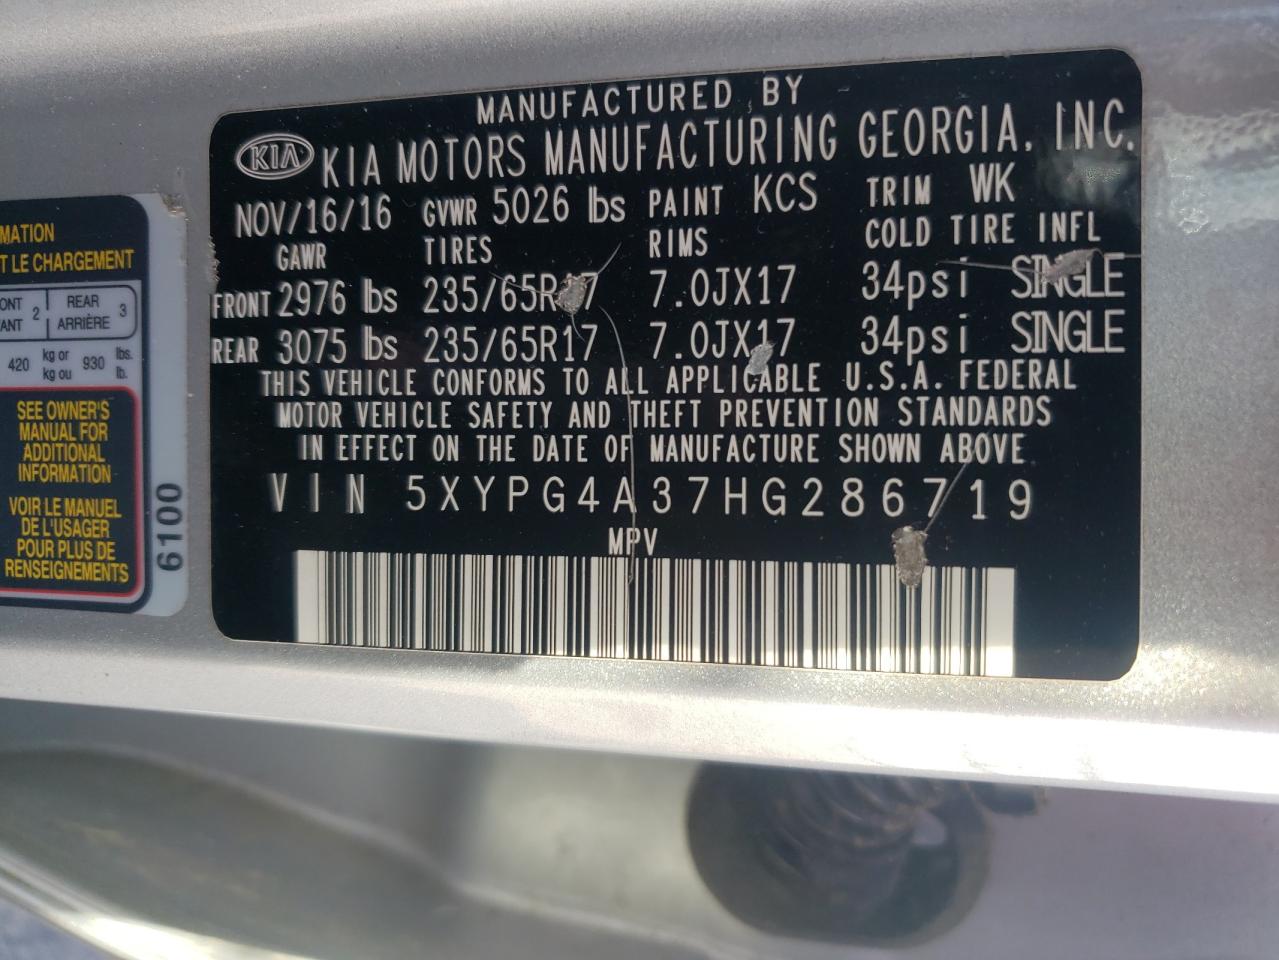 MANUFACTURED BY
KIA KIA MOTORS MANUFACTURING GEORGIA, INC.
NOV/16/16 GVWR 5026 lbs PAINT KCS TRIM WK
GAWR TIRES RIMS COLD TIRE INFL
FRONT 2976 lbs 235/65R17 7.0JX17 34psi SINGLE
REAR 3075 lbs 235/65R17 7.0JX17 34psi SINGLE
THIS VEHICLE CONFORMS TO ALL APPLICABLE U.S.A. FEDERAL
MOTOR VEHICLE SAFETY AND THEFT PREVENTION STANDARDS
IN EFFECT ON THE DATE OF MANUFACTURE SHOWN ABOVE
VIN 5XYPG4A37HG286719
MPV
MATION
T LE CHARGEMENT
ONT 2 REAR 3
ANT ARRIÈRE
420 kg or 930 lbs.
kg ou lb.
SEE OWNER'S
MANUAL FOR
ADDITIONAL
INFORMATION
VOIR LE MANUEL
DE L'USAGER
POUR PLUS DE
RENSEIGNEMENTS
6100